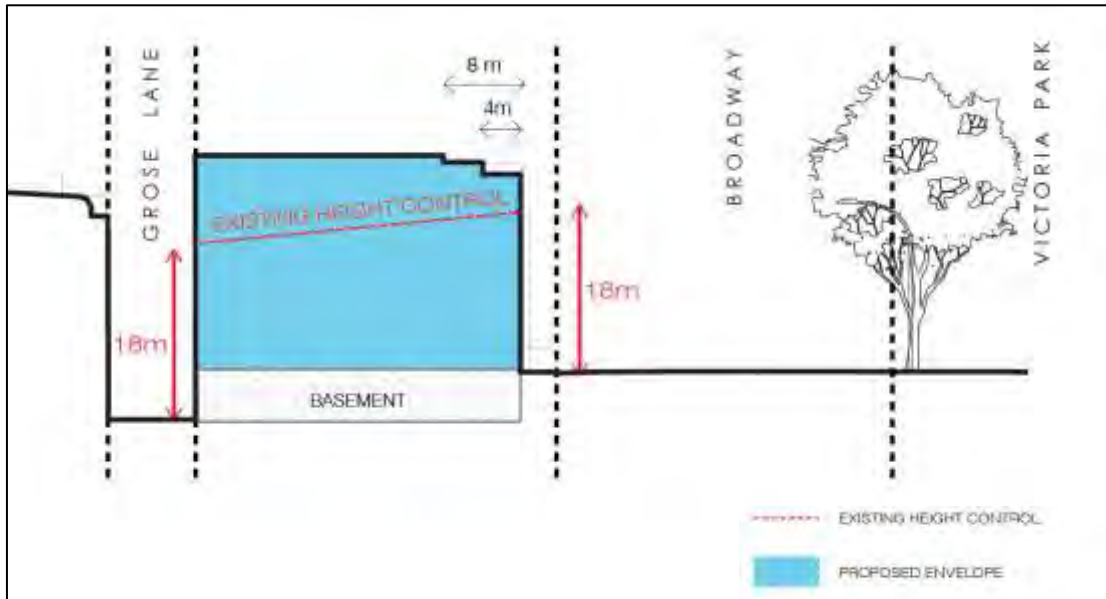 GROSE LANE
8 m
4m
BROADWAY
VICTORIA PARK
EXISTING HEIGHT CONTROL
18m
18m
BASEMENT
EXISTING HEIGHT CONTROL
PROPOSED ENVELOPE